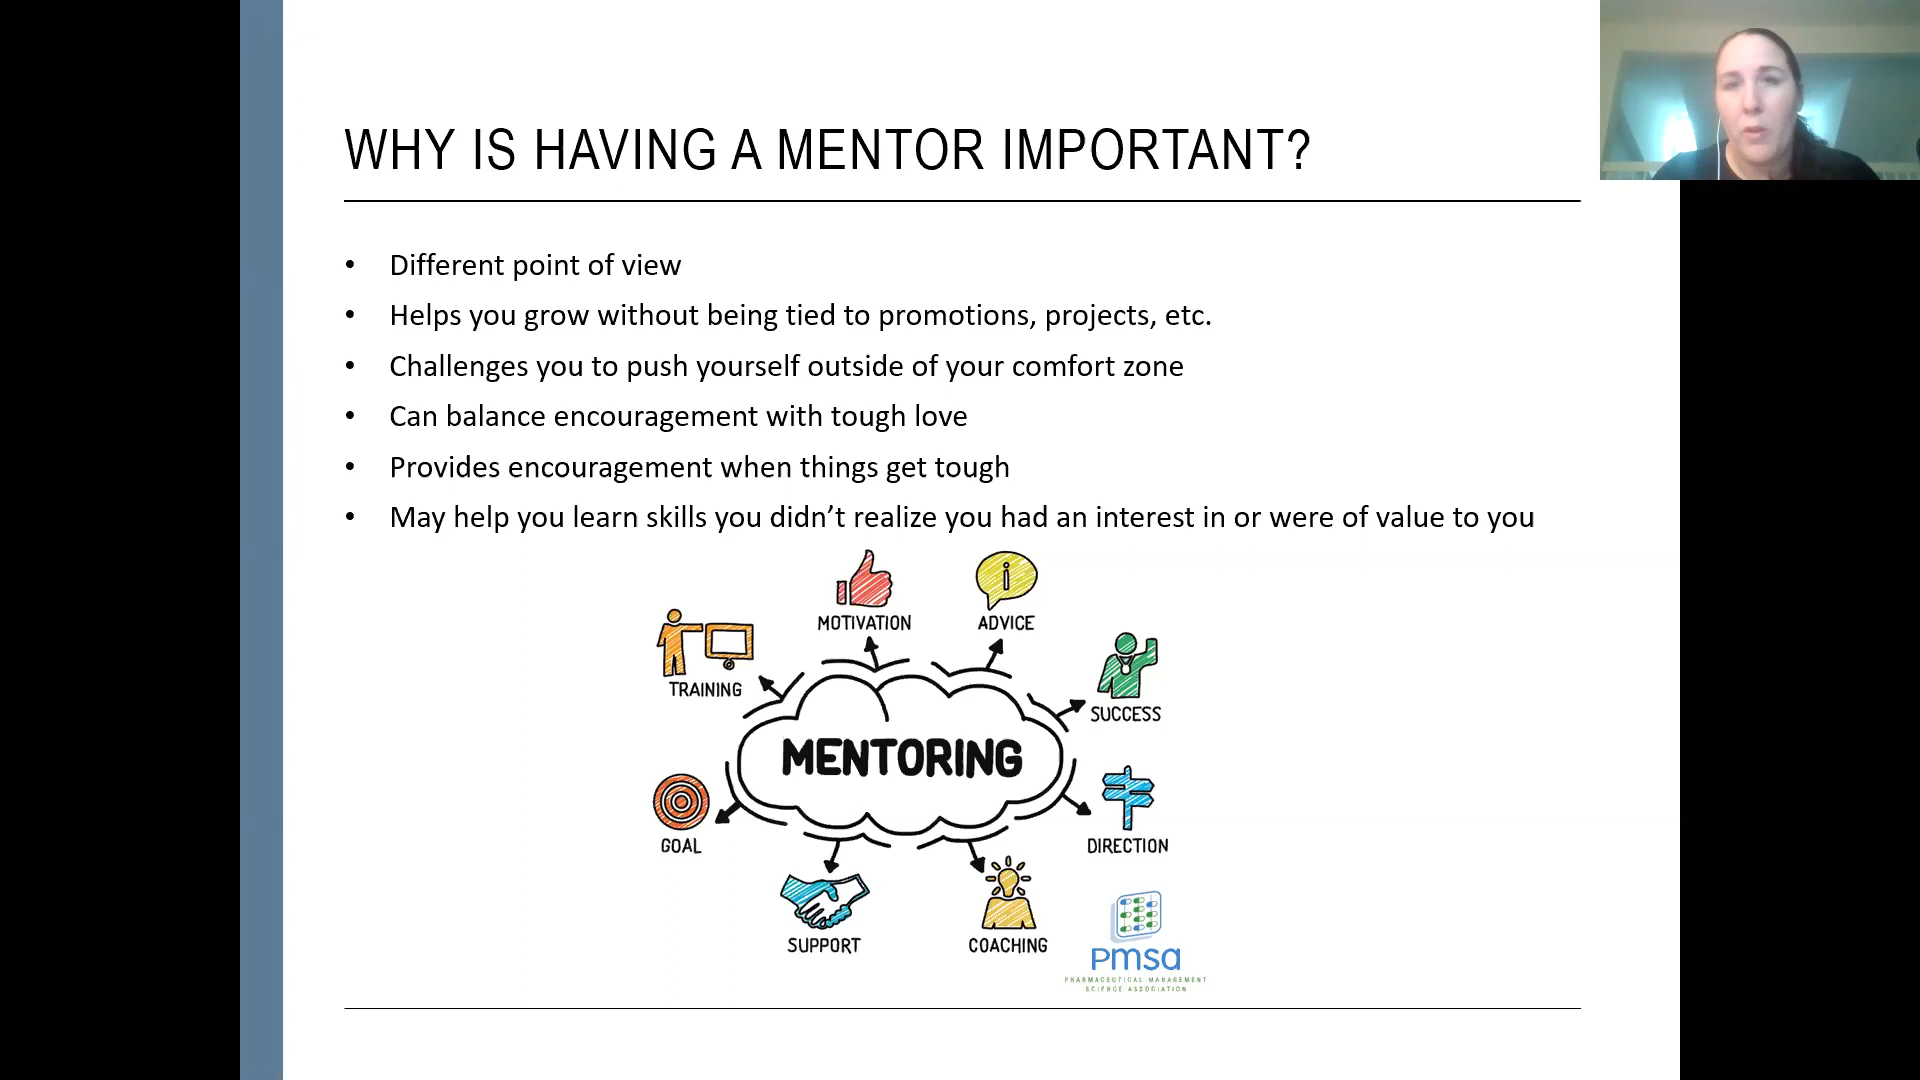 WHY IS HAVING A MENTOR IMPORTANT?
• Different point of view
• Helps you grow without being tied to promotions, projects, etc.
• Challenges you to push yourself outside of your comfort zone
• Can balance encouragement with tough love
• Provides encouragement when things get tough
• May help you learn skills you didn’t realize you had an interest in or were of value to you
MOTIVATION
ADVICE
TRAINING
SUCCESS
MENTORING
GOAL
DIRECTION
SUPPORT
COACHING
pmsa
PHARMACEUTICAL MANAGEMENT
SCIENCE ASSOCIATION